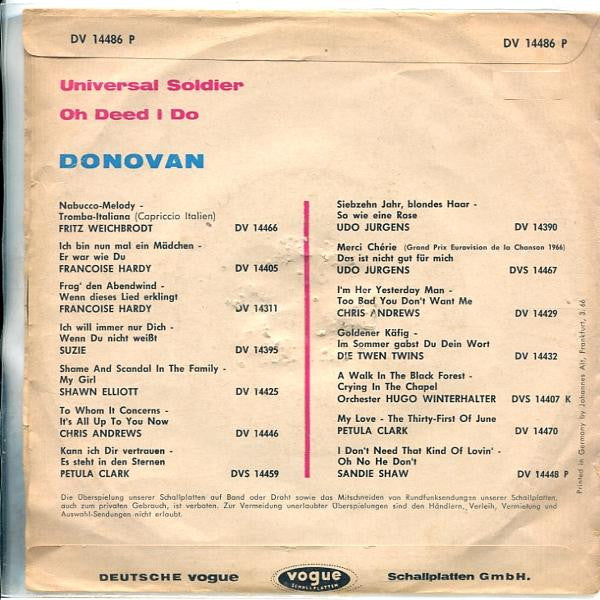 DV 14486 P
DV 14486 P
Universal Soldier
Oh Deed I Do
DONOVAN
Nabucco-Melody -
Tromba-Italiana (Capriccio Italien)
FRITZ WEICHBRODT DV 14466
Ich bin nun mal ein Mädchen -
Er war wie Du
FRANCOISE HARDY DV 14405
Frag' den Abendwind -
Wenn dieses Lied erklingt
FRANCOISE HARDY DV 14311
Ich will immer nur Dich -
Wenn Du nicht weißt
SUZIE DV 14395
Shame And Scandal In The Family -
My Girl
SHAWN ELLIOTT DV 14425
To Whom It Concerns -
It's All Up To You Now
CHRIS ANDREWS DV 14446
Kann ich Dir vertrauen -
Es steht in den Sternen
PETULA CLARK DVS 14459
Siebzehn Jahr, blondes Haar -
So wie eine Rose
UDO JURGENS DV 14390
Merci Chérie (Grand Prix Eurovision de la Chanson 1966)
Das ist nicht gut für mich
UDO JURGENS DVS 14467
I'm Her Yesterday Man -
Too Bad You Don't Want Me
CHRIS ANDREWS DV 14429
Goldener Käfig -
Im Sommer gabst Du Dein Wort
DIE TWEN TWINS DV 14432
A Walk In The Black Forest -
Crying In The Chapel
Orchester HUGO WINTERHALTER DVS 14407 K
My Love - The Thirty-First Of June
PETULA CLARK DV 14470
I Don't Need That Kind Of Lovin' -
Oh No He Don't
SANDIE SHAW DV 14448 P
Printed in Germany by Johannes Alt, Frankfurt, 3. 66
Die Überspielung unserer Schallplatten auf Band oder Draht sowie das Mitschneiden von Rundfunksendungen unserer Schallplatten,
auch zum privaten Gebrauch, ist verboten. Zur Vermeidung unerlaubter Überspielungen sind den Händlern, Verleih, Vermietung und
Auswahl-Sendungen nicht erlaubt.
DEUTSCHE vogue vogue Schallplatten GmbH.
SCHALLPLATTEN